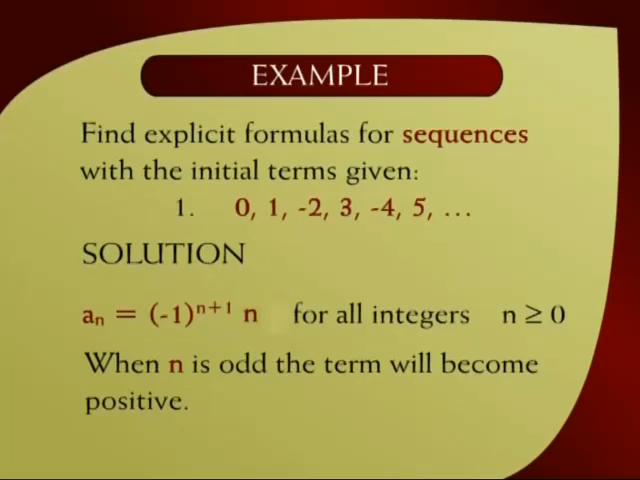 EXAMPLE
Find explicit formulas for sequences
with the initial terms given:
1. 0, 1, -2, 3, -4, 5, …
SOLUTION
aₙ = (-1)ⁿ⁺¹ n for all integers n ≥ 0
When n is odd the term will become
positive.